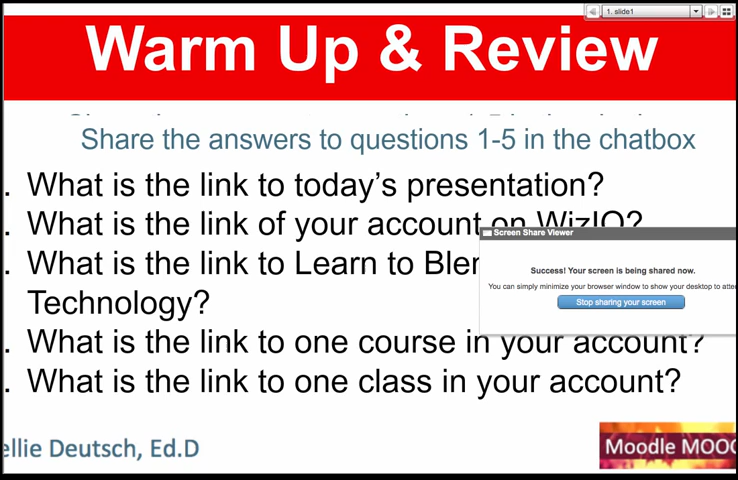 1. slide1
Warm Up & Review
Share the answers to questions 1-5 in the chatbox
. What is the link to today's presentation?
. What is the link of your account on WizIQ?
Screen Share Viewer
. What is the link to Learn to
Technology?
Success! Your screen is being shared now.
You can simply minimize your browser window to show your desktop to
Stop sharing your screen
. What is the link to one course in your account?
. What is the link to one class in your account?
ellie Deutsch, Ed.D
Moodle MOOC